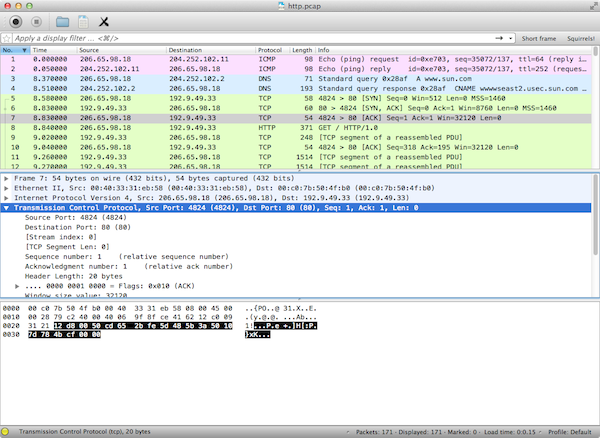 http.pcap
Apply a display filter ... <⌘/>
Short frame Squirrels!
No. Time Source Destination Protocol Length Info
1 0.000000 206.65.98.18 204.252.102.11 ICMP 98 Echo (ping) request id=0xe703, seq=35072/137, ttl=64 (reply i…
2 0.050000 204.252.102.11 206.65.98.18 ICMP 98 Echo (ping) reply id=0xe703, seq=35072/137, ttl=252 (reques…
3 8.370000 206.65.98.18 204.252.102.2 DNS 71 Standard query 0x28af A www.sun.com
4 8.510000 204.252.102.2 206.65.98.18 DNS 193 Standard query response 0x28af CNAME wwwwseast2.usec.sun.com …
5 8.580000 206.65.98.18 192.9.49.33 TCP 58 4824 > 80 [SYN] Seq=0 Win=512 Len=0 MSS=1460
6 8.830000 192.9.49.33 206.65.98.18 TCP 60 80 > 4824 [SYN, ACK] Seq=0 Ack=1 Win=8760 Len=0 MSS=1460
7 8.830000 206.65.98.18 192.9.49.33 TCP 54 4824 > 80 [ACK] Seq=1 Ack=1 Win=32120 Len=0
8 8.840000 206.65.98.18 192.9.49.33 HTTP 371 GET / HTTP/1.0
9 9.020000 192.9.49.33 206.65.98.18 TCP 248 [TCP segment of a reassembled PDU]
10 9.040000 206.65.98.18 192.9.49.33 TCP 54 4824 > 80 [ACK] Seq=318 Ack=195 Win=32120 Len=0
11 9.260000 192.9.49.33 206.65.98.18 TCP 1514 [TCP segment of a reassembled PDU]
12 9.270000 192.9.49.33 206.65.98.18 TCP 1514 [TCP segment of a reassembled PDU]
Frame 7: 54 bytes on wire (432 bits), 54 bytes captured (432 bits)
Ethernet II, Src: 00:40:33:31:eb:58 (00:40:33:31:eb:58), Dst: 00:c0:7b:50:4f:b0 (00:c0:7b:50:4f:b0)
Internet Protocol Version 4, Src: 206.65.98.18 (206.65.98.18), Dst: 192.9.49.33 (192.9.49.33)
Transmission Control Protocol, Src Port: 4824 (4824), Dst Port: 80 (80), Seq: 1, Ack: 1, Len: 0
Source Port: 4824 (4824)
Destination Port: 80 (80)
[Stream index: 0]
[TCP Segment Len: 0]
Sequence number: 1 (relative sequence number)
Acknowledgment number: 1 (relative ack number)
Header Length: 20 bytes
.... 0000 0001 0000 = Flags: 0x010 (ACK)
Window size value: 32120
0000 00 c0 7b 50 4f b0 00 40 33 31 eb 58 08 00 45 00 ..{PO..@ 31.X..E.
0010 00 28 79 c2 40 00 40 06 9f 8f ce 41 62 12 c0 09 .(y.@.@. ...Ab...
0020 31 21 12 d8 00 50 cd 65 2b fe 5d 48 5b 3a 50 10 1!...P.e +.]H[:P.
0030 7d 78 4b cf 00 00 }xK...
Transmission Control Protocol (tcp), 20 bytes
Packets: 171 · Displayed: 171 · Marked: 0 · Load time: 0:0.15
Profile: Default